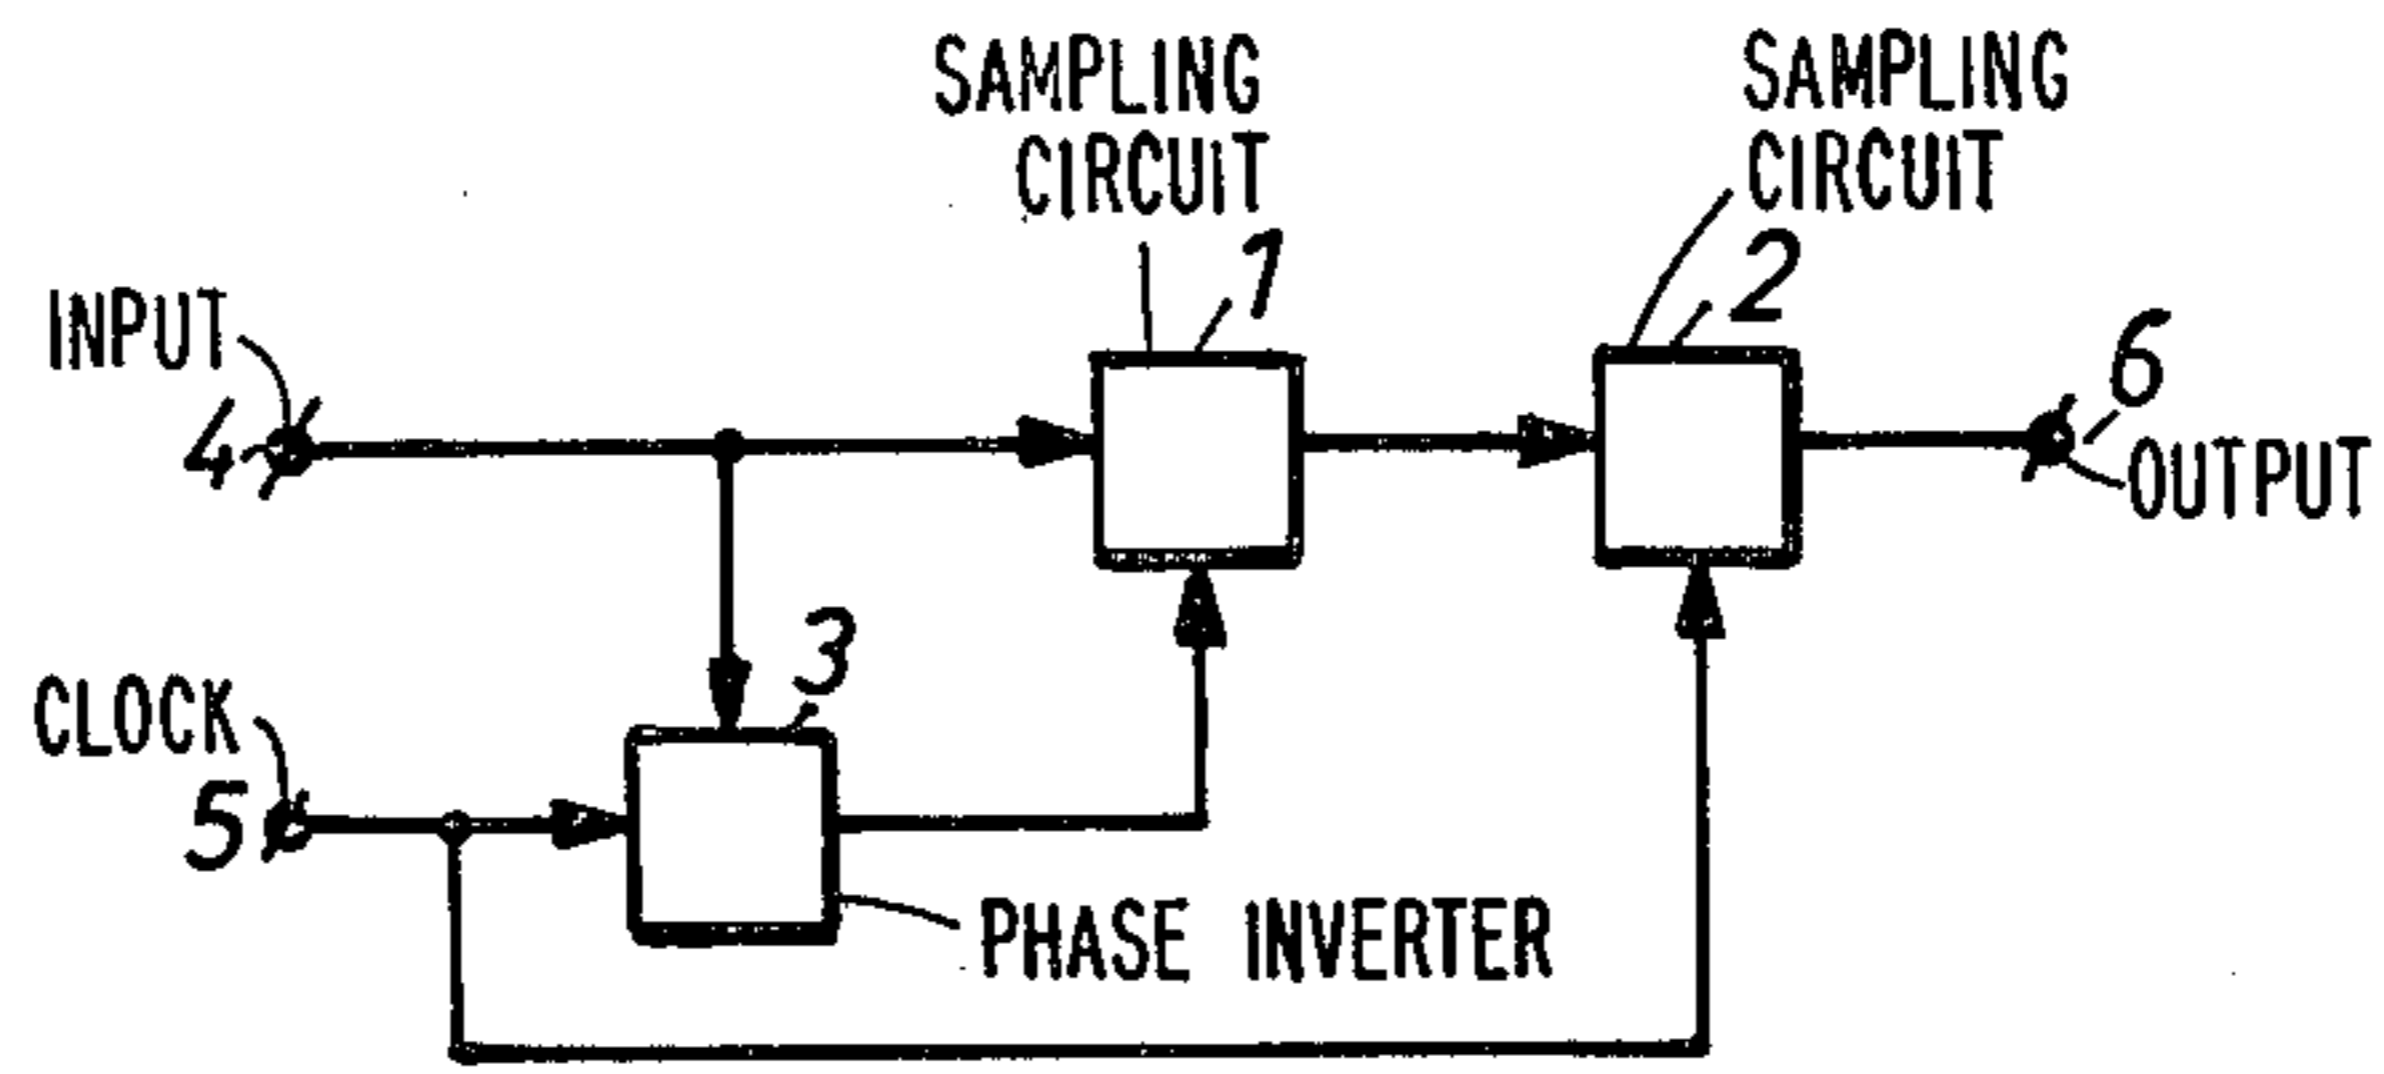 SAMPLING
CIRCUIT
1
SAMPLING
CIRCUIT
2
INPUT
4
6
OUTPUT
CLOCK
5
3
PHASE INVERTER